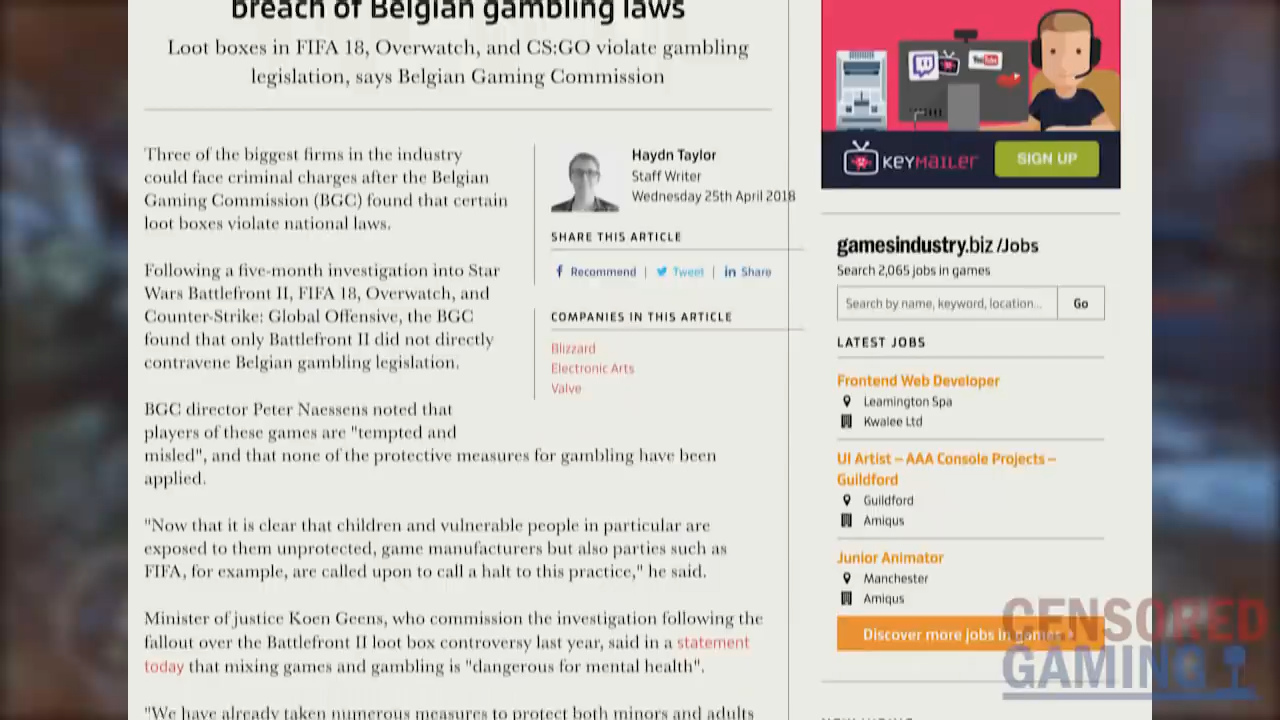 breach of Belgian gambling laws
Loot boxes in FIFA 18, Overwatch, and CS:GO violate gambling
legislation, says Belgian Gaming Commission
Three of the biggest firms in the industry
could face criminal charges after the Belgian
Gaming Commission (BGC) found that certain
loot boxes violate national laws.
Following a five-month investigation into Star
Wars Battlefront II, FIFA 18, Overwatch, and
Counter-Strike: Global Offensive, the BGC
found that only Battlefront II did not directly
contravene Belgian gambling legislation.
BGC director Peter Naessens noted that
players of these games are "tempted and
misled", and that none of the protective measures for gambling have been
applied.
"Now that it is clear that children and vulnerable people in particular are
exposed to them unprotected, game manufacturers but also parties such as
FIFA, for example, are called upon to call a halt to this practice," he said.
Minister of justice Koen Geens, who commission the investigation following the
fallout over the Battlefront II loot box controversy last year, said in a statement
today that mixing games and gambling is "dangerous for mental health".
"We have already taken numerous measures to protect both minors and adults
Haydn Taylor
Staff Writer
Wednesday 25th April 2018
SHARE THIS ARTICLE
f Recommend | Tweet | in Share
COMPANIES IN THIS ARTICLE
Blizzard
Electronic Arts
Valve
You Tube
KEYMAILER
SIGN UP
gamesindustry.biz /Jobs
Search 2,065 jobs in games
Search by name, keyword, location... Go
LATEST JOBS
Frontend Web Developer
Leamington Spa
Kwalee Ltd
UI Artist – AAA Console Projects –
Guildford
Guildford
Amiqus
Junior Animator
Manchester
Amiqus
Discover more jobs in games >
CENSORED
GAMING